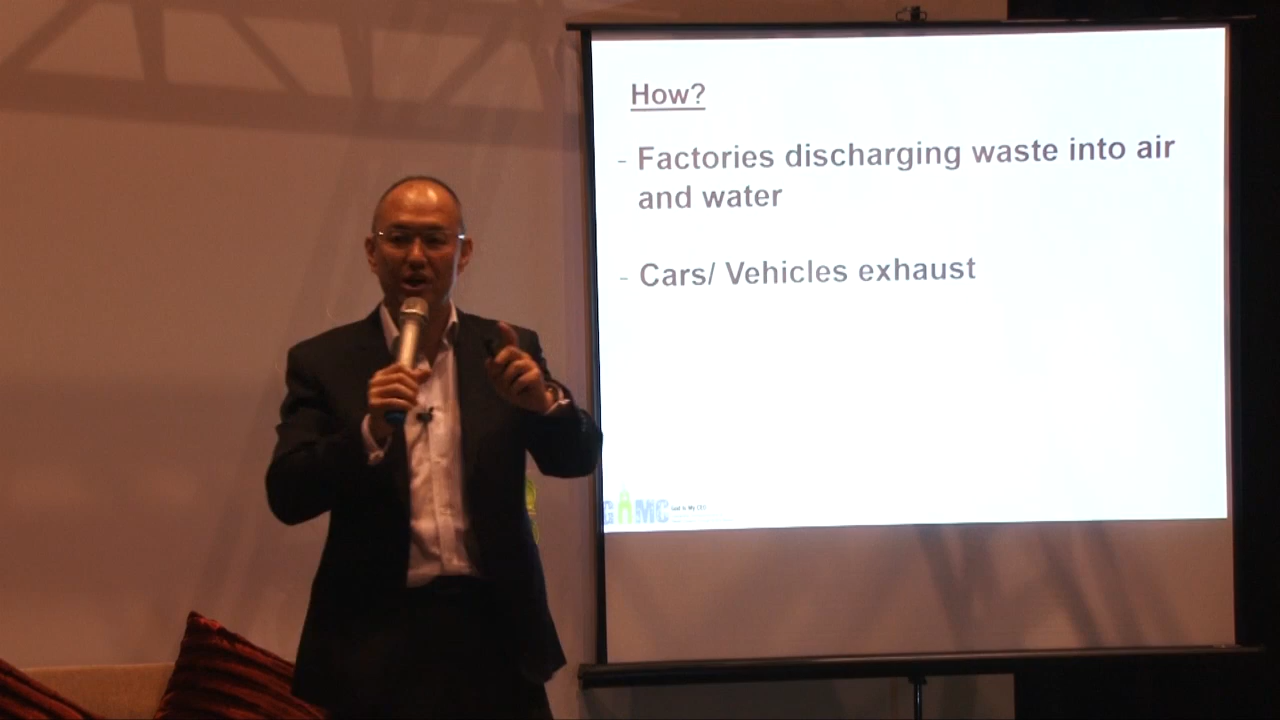 How?
- Factories discharging waste into air
and water
- Cars/ Vehicles exhaust
GAMC